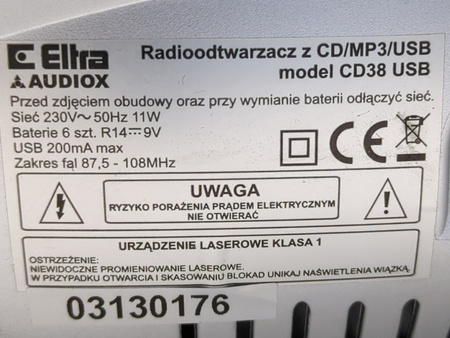 Eltra
AUDIOX
Radioodtwarzacz z CD/MP3/USB
model CD38 USB
Przed zdjęciem obudowy oraz przy wymianie baterii odłączyć sieć.
Sieć 230V~ 50Hz 11W
Baterie 6 szt. R14⎓9V
USB 200mA max
Zakres fąl 87,5 - 108MHz
CE
UWAGA
RYZYKO PORAŻENIA PRĄDEM ELEKTRYCZNYM
NIE OTWIERAĆ
URZĄDZENIE LASEROWE KLASA 1
OSTRZEŻENIE:
NIEWIDOCZNE PROMIENIOWANIE LASEROWE.
W PRZYPADKU OTWARCIA I SKASOWANIU BLOKAD UNIKAJ NAŚWIETLENIA WIĄZKĄ.
03130176